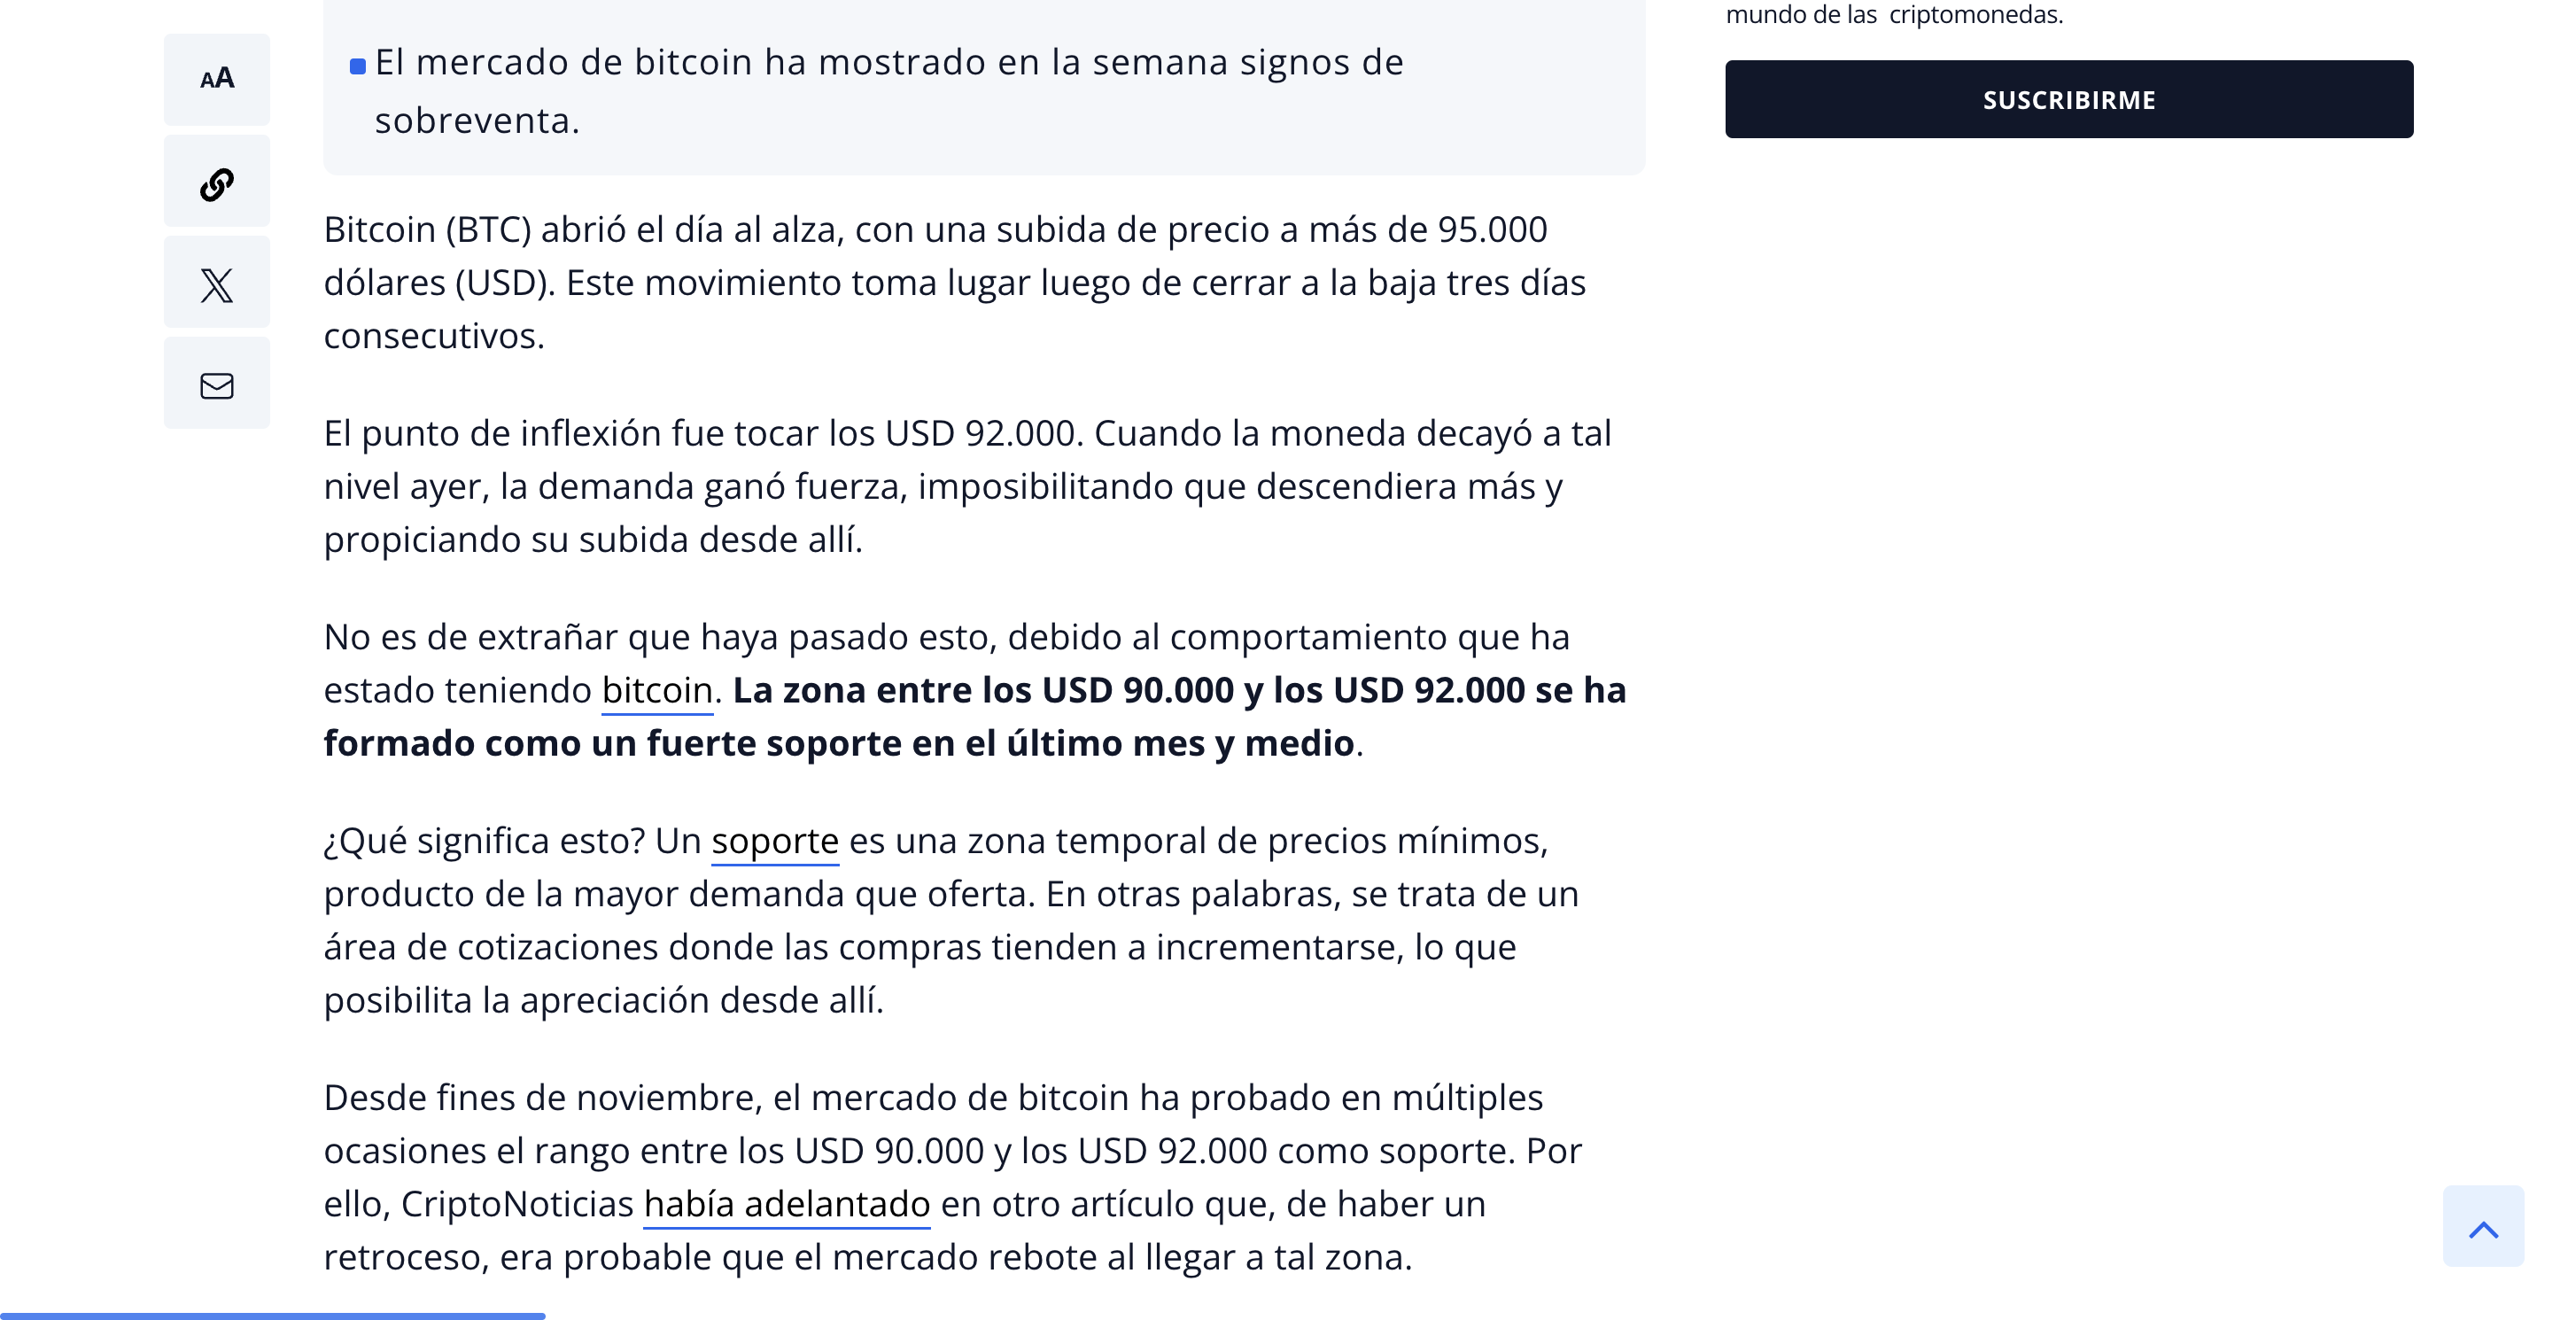 mundo de las criptomonedas.
SUSCRIBIRME
AA
El mercado de bitcoin ha mostrado en la semana signos de
sobreventa.
Bitcoin (BTC) abrió el día al alza, con una subida de precio a más de 95.000
dólares (USD). Este movimiento toma lugar luego de cerrar a la baja tres días
consecutivos.
El punto de inflexión fue tocar los USD 92.000. Cuando la moneda decayó a tal
nivel ayer, la demanda ganó fuerza, imposibilitando que descendiera más y
propiciando su subida desde allí.
No es de extrañar que haya pasado esto, debido al comportamiento que ha
estado teniendo bitcoin. La zona entre los USD 90.000 y los USD 92.000 se ha
formado como un fuerte soporte en el último mes y medio.
¿Qué significa esto? Un soporte es una zona temporal de precios mínimos,
producto de la mayor demanda que oferta. En otras palabras, se trata de un
área de cotizaciones donde las compras tienden a incrementarse, lo que
posibilita la apreciación desde allí.
Desde fines de noviembre, el mercado de bitcoin ha probado en múltiples
ocasiones el rango entre los USD 90.000 y los USD 92.000 como soporte. Por
ello, CriptoNoticias había adelantado en otro artículo que, de haber un
retroceso, era probable que el mercado rebote al llegar a tal zona.